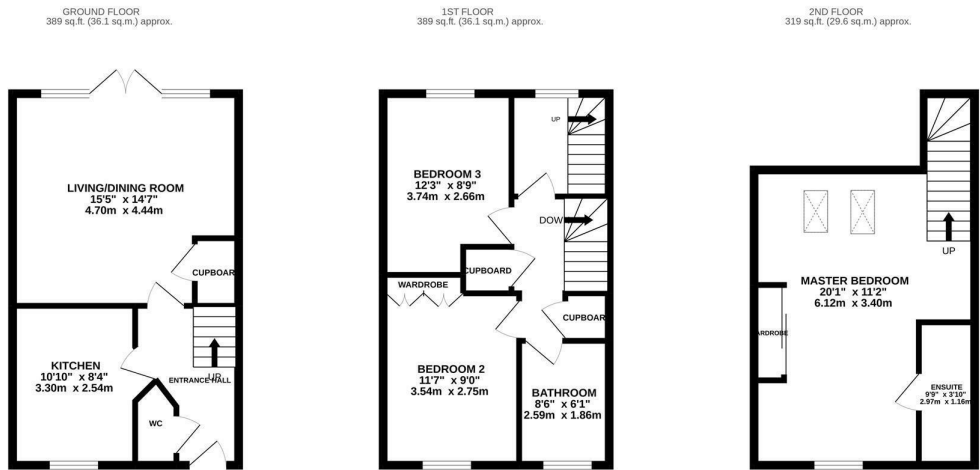 GROUND FLOOR
389 sq.ft. (36.1 sq.m.) approx.
1ST FLOOR
389 sq.ft. (36.1 sq.m.) approx.
2ND FLOOR
319 sq.ft. (29.6 sq.m.) approx.
LIVING/DINING ROOM
15'5" x 14'7"
4.70m x 4.44m
CUPBOAR
KITCHEN
10'10" x 8'4"
3.30m x 2.54m
UP
ENTRANCE HALL
WC
UP
BEDROOM 3
12'3" x 8'9"
3.74m x 2.66m
DOW
CUPBOARD
WARDROBE
CUPBOAR
BEDROOM 2
11'7" x 9'0"
3.54m x 2.75m
BATHROOM
8'6" x 6'1"
2.59m x 1.86m
UP
MASTER BEDROOM
20'1" x 11'2"
6.12m x 3.40m
ARDROBE
ENSUITE
9'9" x 3'10"
2.97m x 1.16m